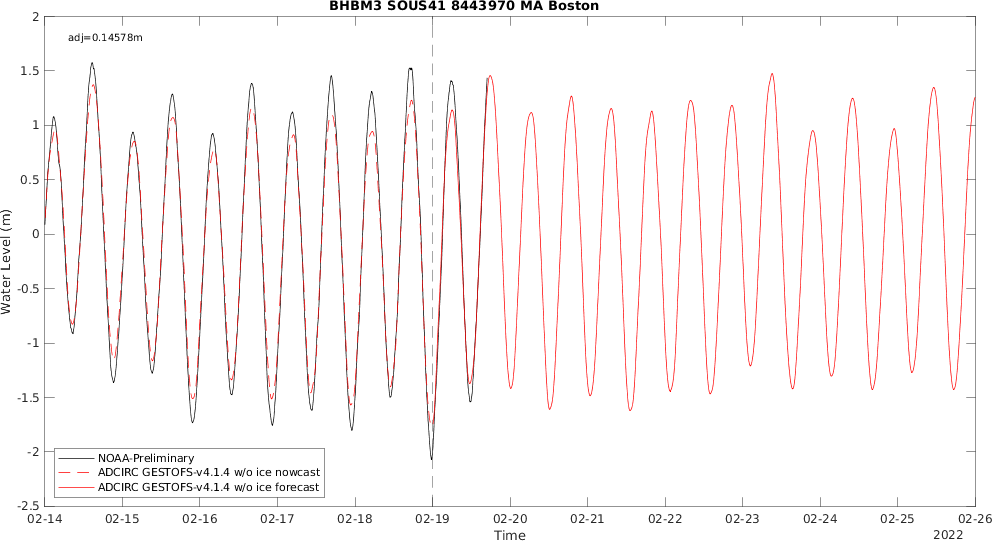 BHBM3 SOUS41 8443970 MA Boston
adj=0.14578m
2
1.5
1
0.5
0
-0.5
-1
-1.5
-2
-2.5
Water Level (m)
NOAA-Preliminary
ADCIRC GESTOFS-v4.1.4 w/o ice nowcast
ADCIRC GESTOFS-v4.1.4 w/o ice forecast
02-14 02-15 02-16 02-17 02-18 02-19 02-20 02-21 02-22 02-23 02-24 02-25 02-26
Time
2022